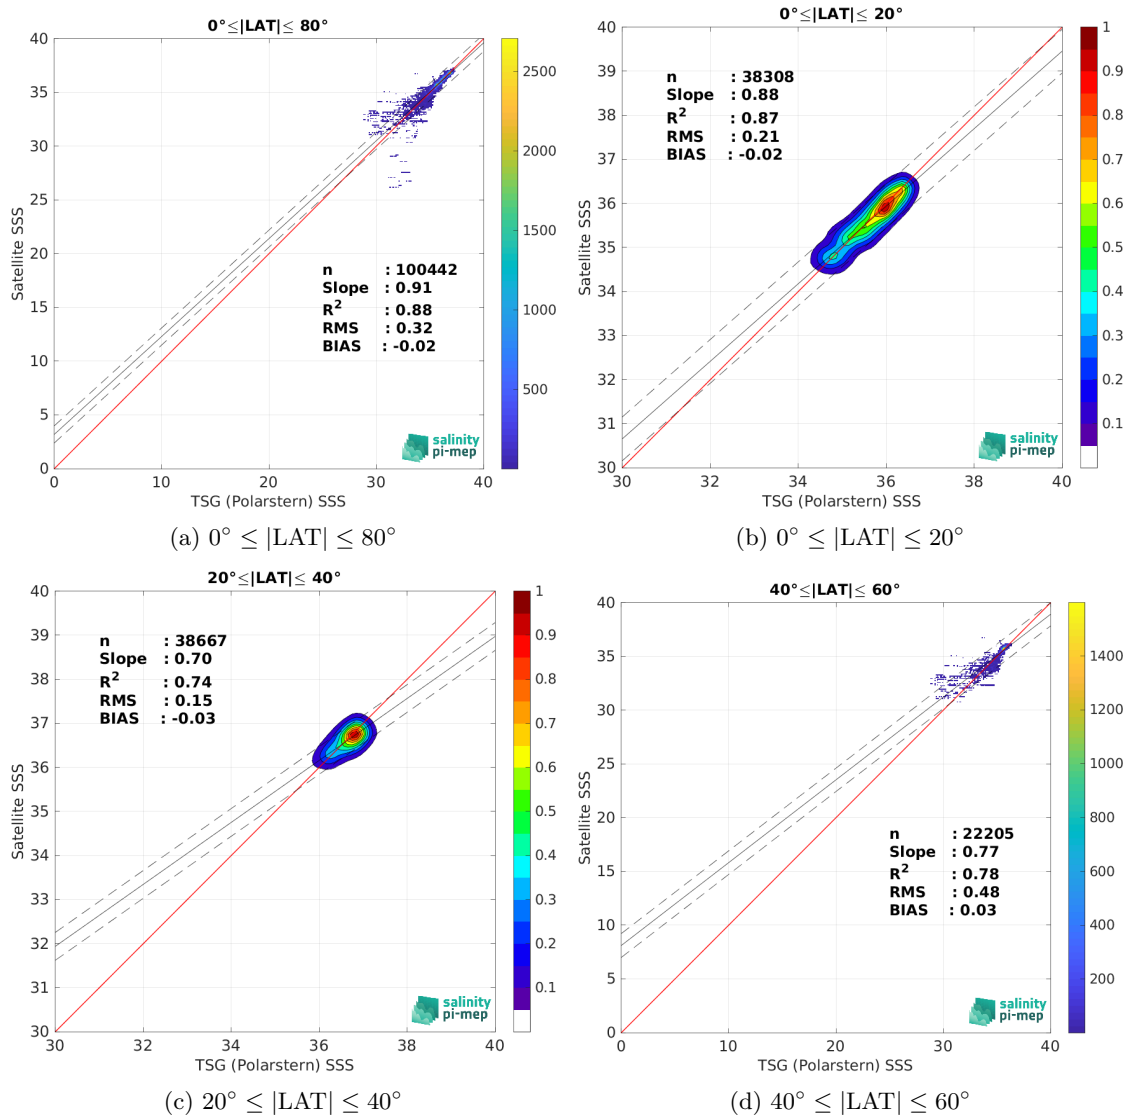 0°≤|LAT|≤ 80°
40
35
30
25
20
15
10
5
0
Satellite SSS
n : 100442
Slope : 0.91
R² : 0.88
RMS : 0.32
BIAS : -0.02
salinity
pi-mep
0 10 20 30 40
TSG (Polarstern) SSS
2500
2000
1500
1000
500
(a) 0° ≤ |LAT| ≤ 80°
0°≤|LAT|≤ 20°
40
39
38
37
36
35
34
33
32
31
30
Satellite SSS
n : 38308
Slope : 0.88
R² : 0.87
RMS : 0.21
BIAS : -0.02
salinity
pi-mep
30 32 34 36 38 40
TSG (Polarstern) SSS
1
0.9
0.8
0.7
0.6
0.5
0.4
0.3
0.2
0.1
(b) 0° ≤ |LAT| ≤ 20°
20°≤|LAT|≤ 40°
40
39
38
37
36
35
34
33
32
31
30
Satellite SSS
n : 38667
Slope : 0.70
R² : 0.74
RMS : 0.15
BIAS : -0.03
salinity
pi-mep
30 32 34 36 38 40
TSG (Polarstern) SSS
1
0.9
0.8
0.7
0.6
0.5
0.4
0.3
0.2
0.1
(c) 20° ≤ |LAT| ≤ 40°
40°≤|LAT|≤ 60°
40
35
30
25
20
15
10
5
0
Satellite SSS
n : 22205
Slope : 0.77
R² : 0.78
RMS : 0.48
BIAS : 0.03
salinity
pi-mep
0 10 20 30 40
TSG (Polarstern) SSS
1400
1200
1000
800
600
400
200
(d) 40° ≤ |LAT| ≤ 60°